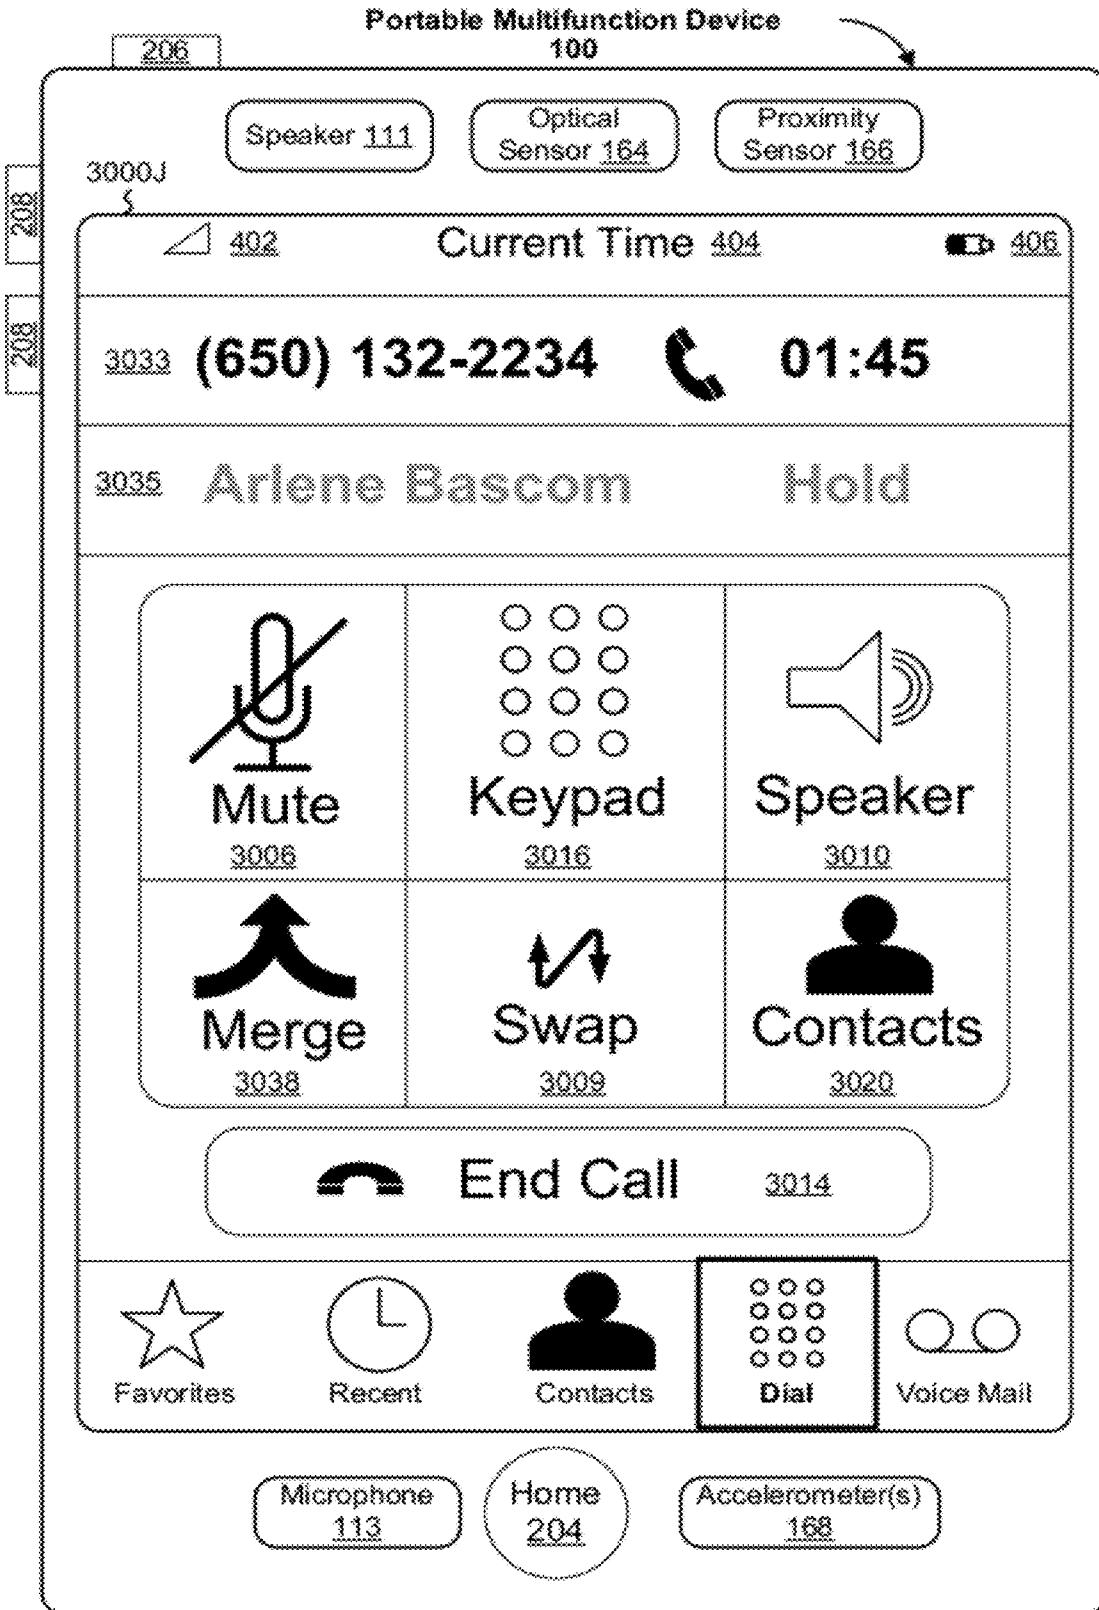 Portable Multifunction Device
100
206
Speaker 111
Optical
Sensor 164
Proximity
Sensor 166
3000J
208
402
Current Time 404
406
208
3033
(650) 132-2234
01:45
3035
Arlene Bascom
Hold
Mute
Keypad
Speaker
3006
3016
3010
Merge
Swap
Contacts
3038
3009
3020
End Call
3014
Favorites
Recent
Contacts
Dial
Voice Mail
Microphone
113
Home
204
Accelerometer(s)
168